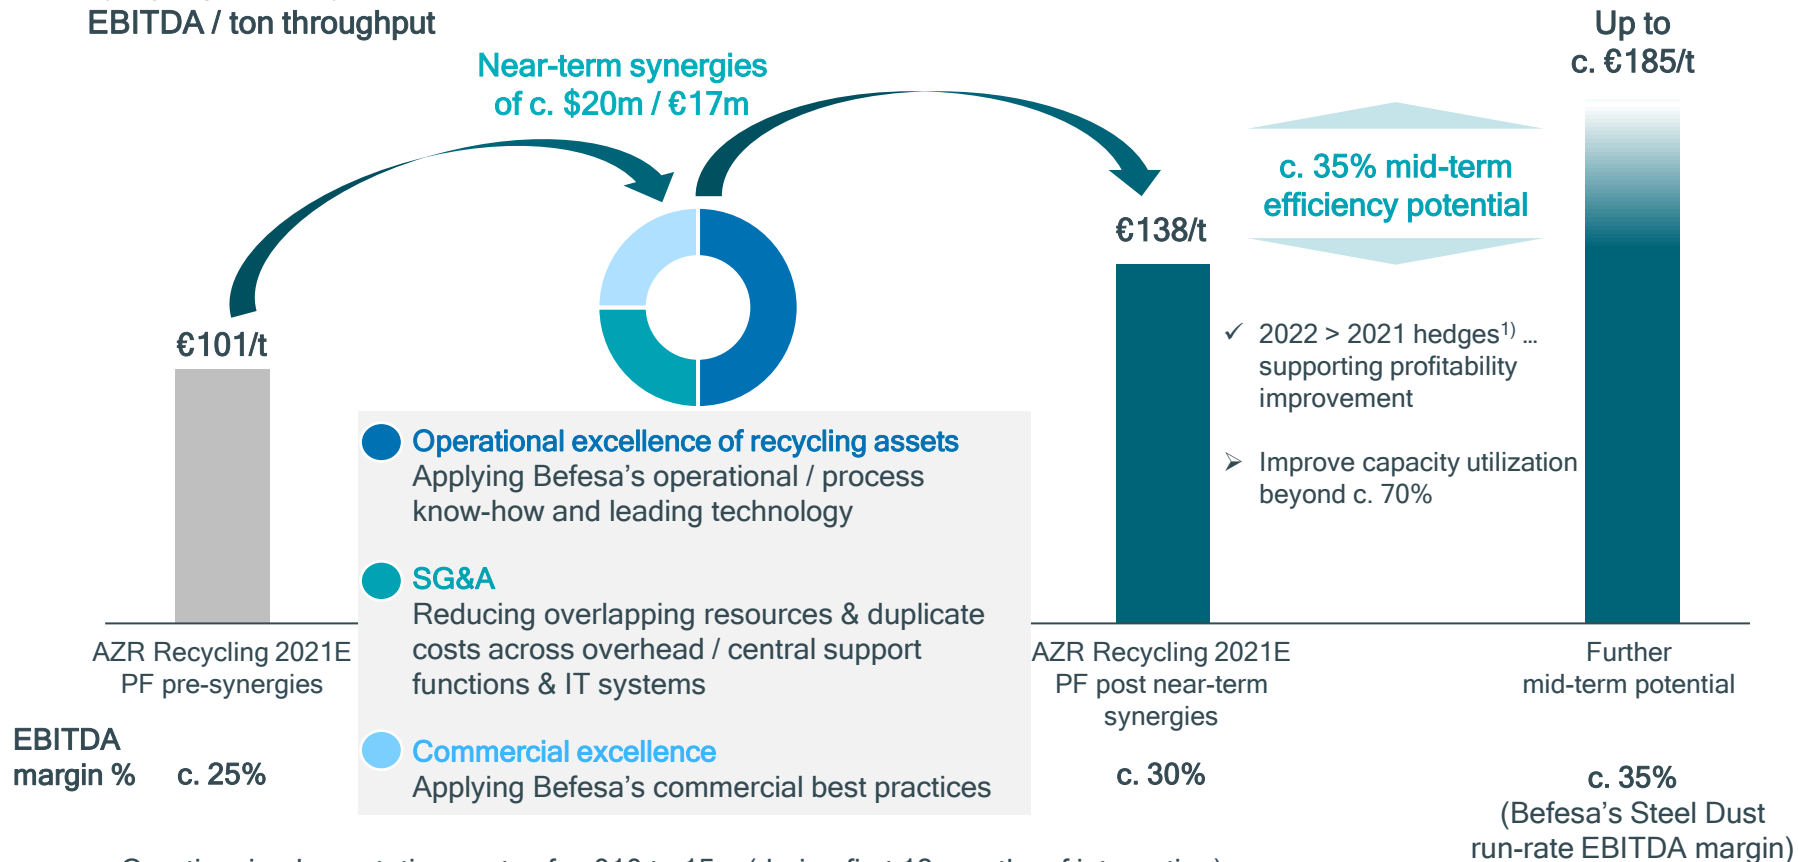 EBITDA / ton throughput
Near-term synergies
of c. $20m / €17m
Up to
c. €185/t
c. 35% mid-term
efficiency potential
€101/t
€138/t
✓ 2022 > 2021 hedges1) ...
supporting profitability
improvement
➢ Improve capacity utilization
beyond c. 70%
Operational excellence of recycling assets
Applying Befesa's operational / process
know-how and leading technology
SG&A
Reducing overlapping resources & duplicate
costs across overhead / central support
functions & IT systems
Commercial excellence
Applying Befesa's commercial best practices
AZR Recycling 2021E
PF pre-synergies
AZR Recycling 2021E
PF post near-term
synergies
Further
mid-term potential
EBITDA
margin %
c. 25%
c. 30%
c. 35%
(Befesa's Steel Dust
run-rate EBITDA margin)